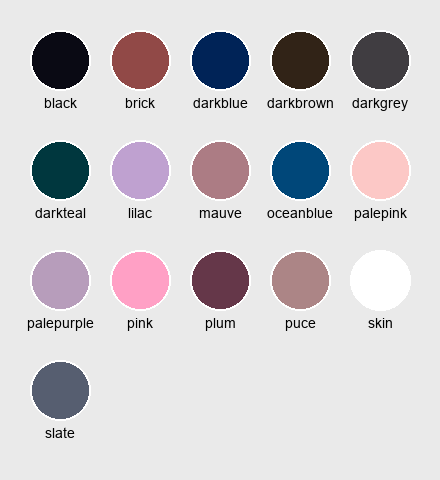 black brick darkblue darkbrown darkgrey
darkteal lilac mauve oceanblue palepink
palepurple pink plum puce skin
slate